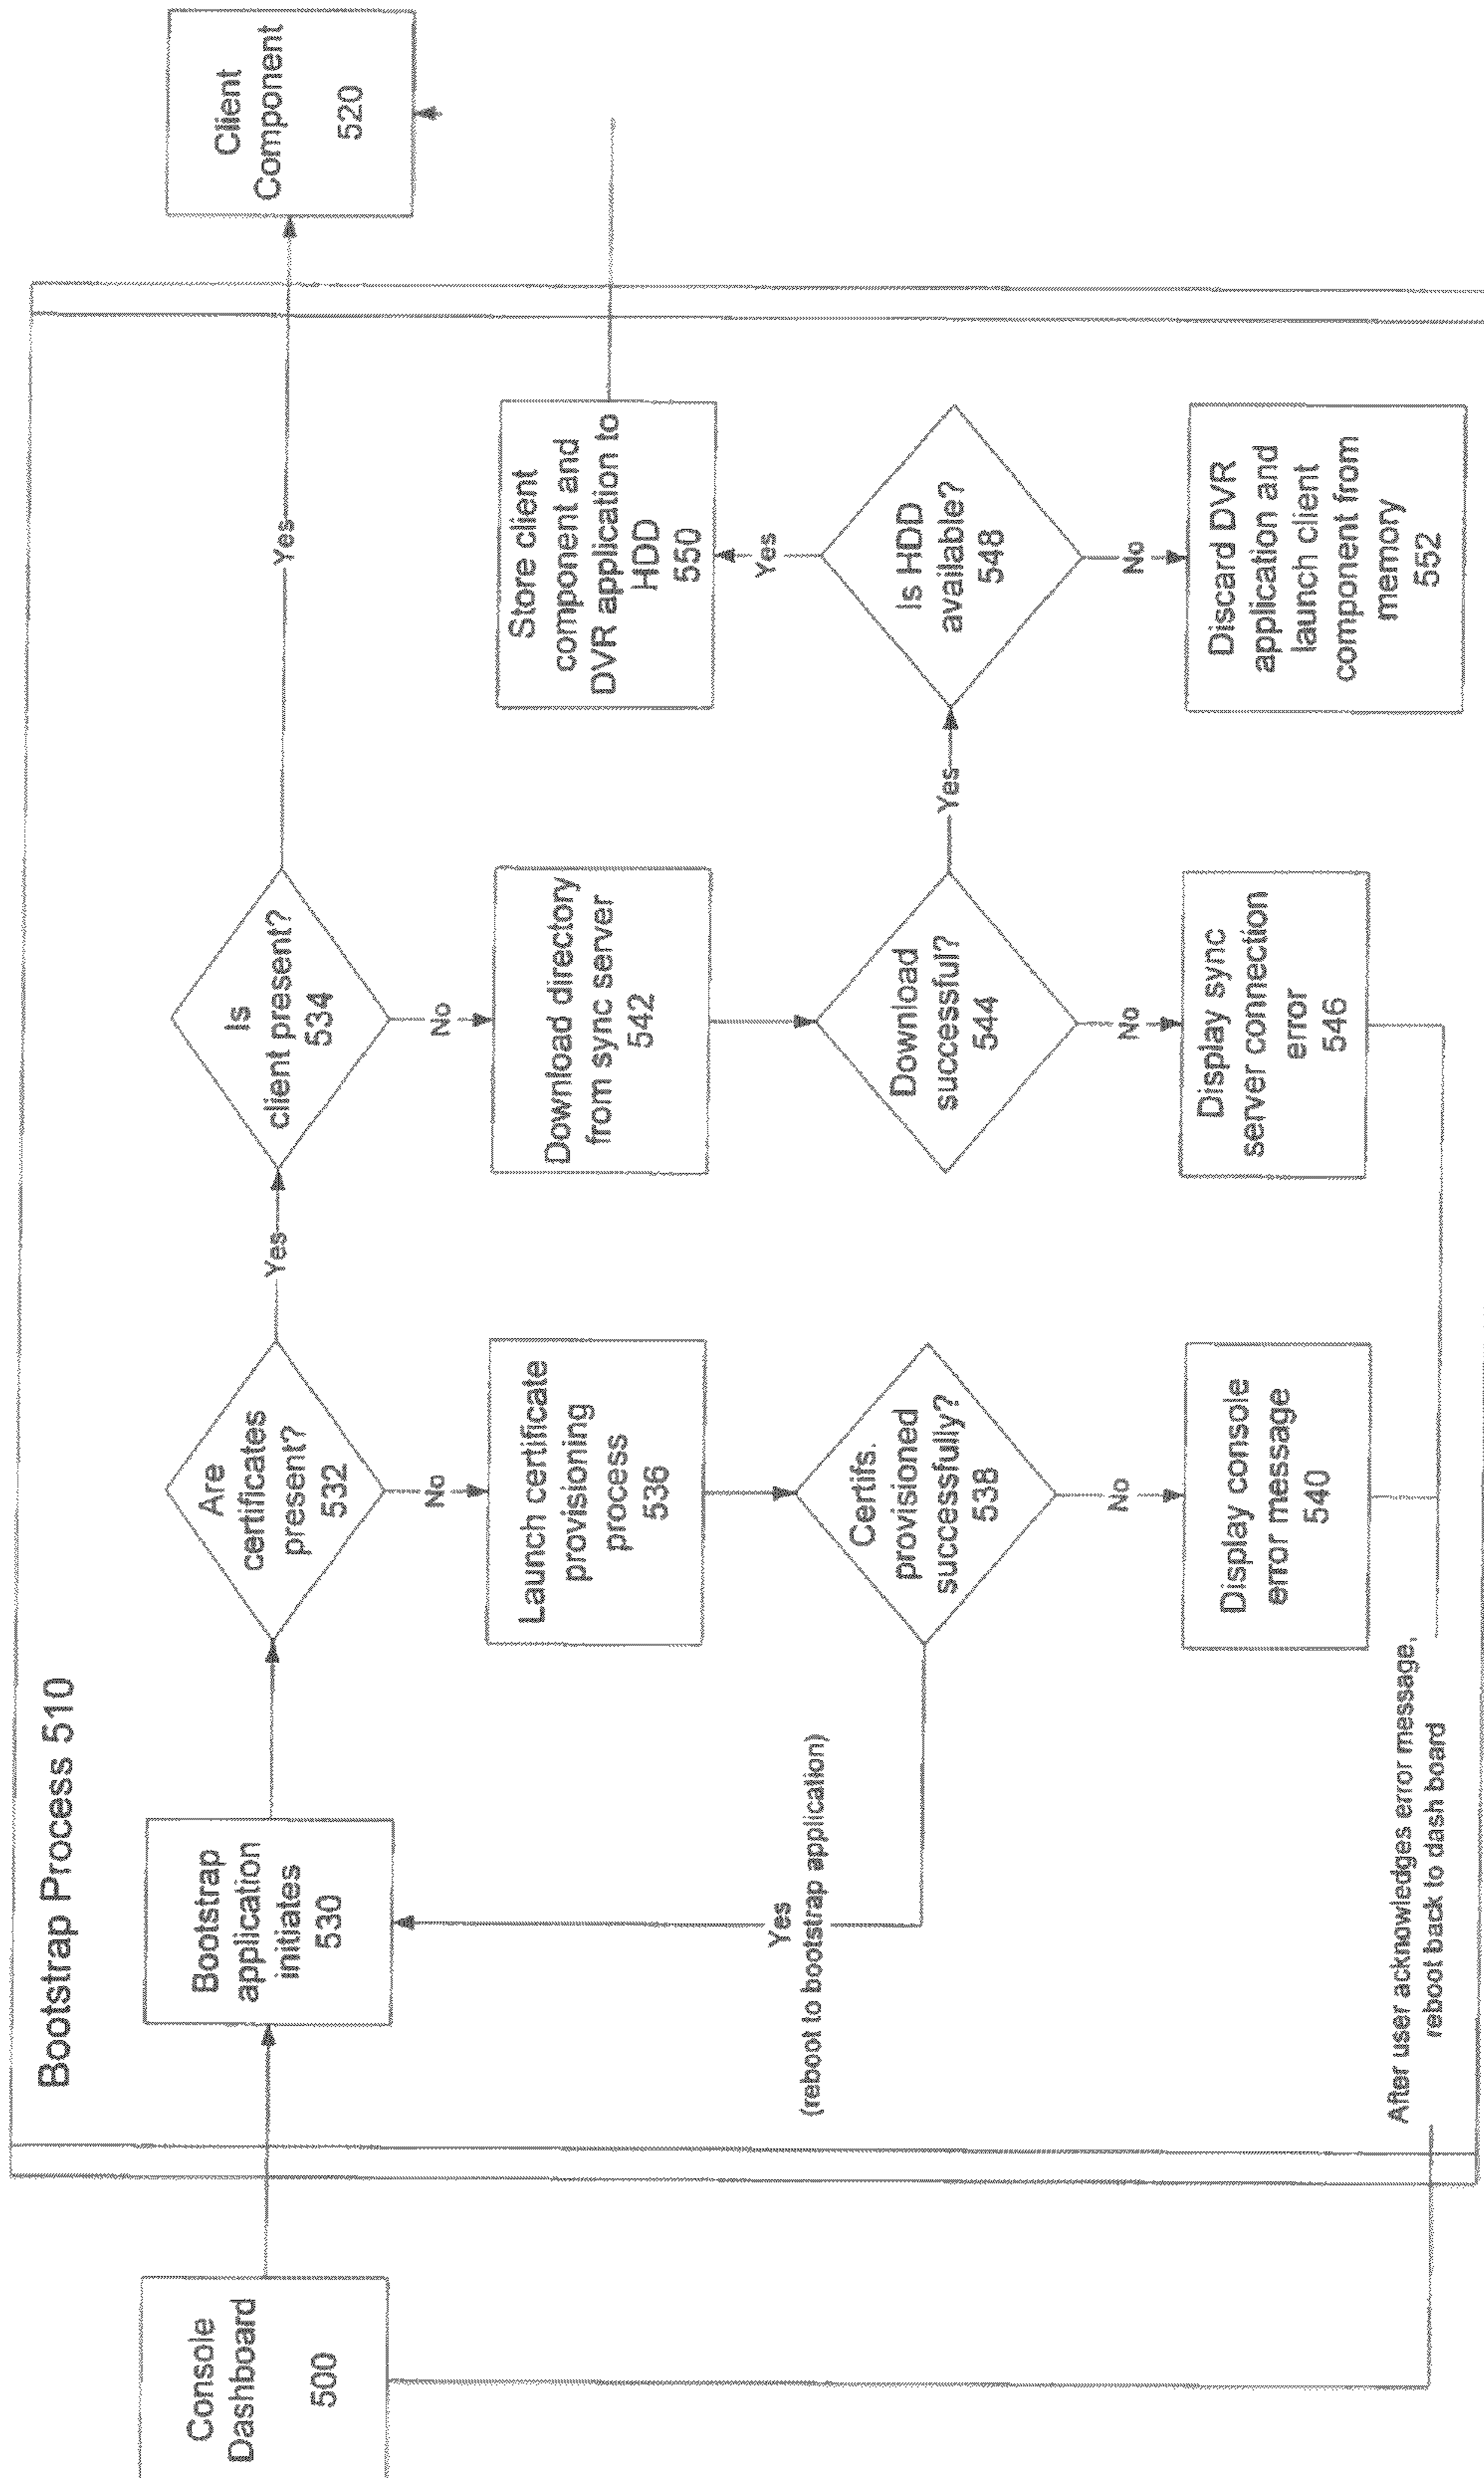 Bootstrap Process 510
Console
Dashboard
500
Bootstrap
application
initiates
530
Are
certificates
present?
532
Yes
Is
client present?
534
Yes
Client
Component
520
No
Launch certificate
provisioning
process
536
No
Download directory
from sync server
542
Store client
component and
DVR application to
HDD
550
Yes
Yes
(reboot to bootstrap application)
Certifs.
provisioned
successfully?
538
Download
successful?
544
Yes
Is HDD
available?
548
No
No
No
Display console
error message
540
Display sync
server connection
error
546
Discard DVR
application and
launch client
component from
memory
552
After user acknowledges error message,
reboot back to dash board